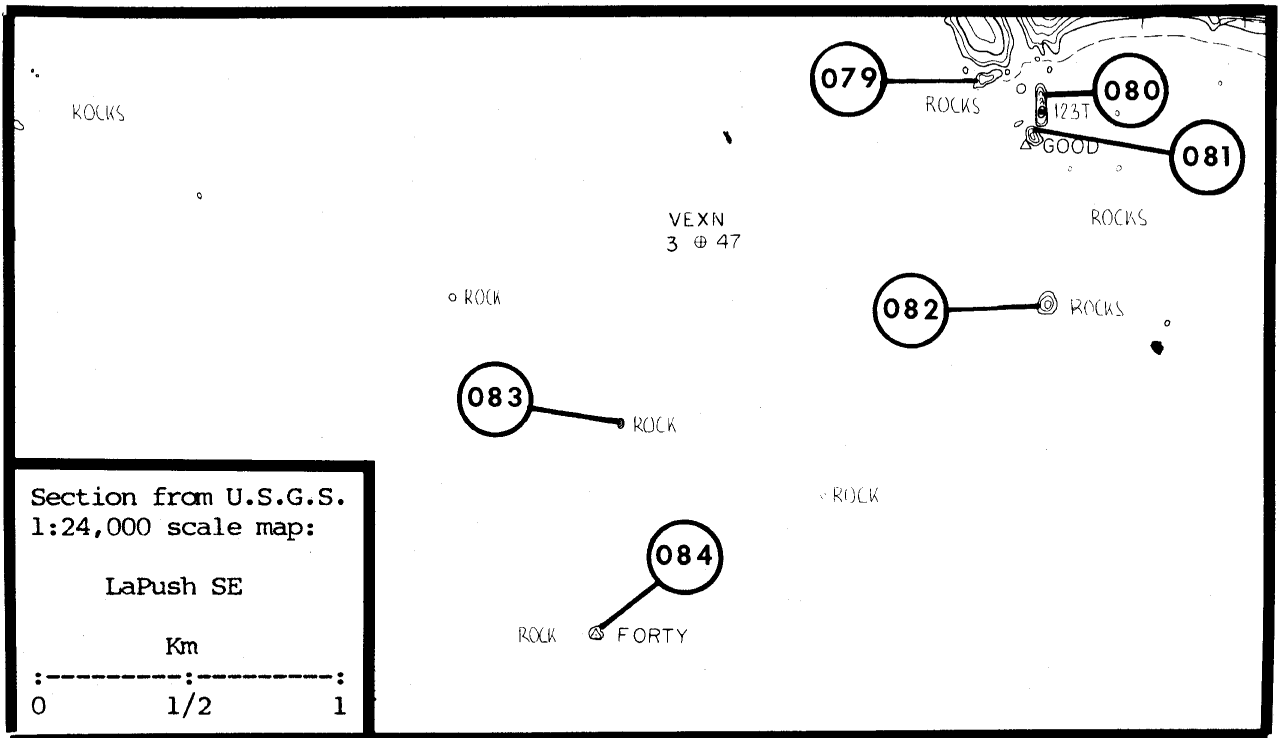 079
080
ROCKS
ROCKS
123T
GOOD
081
VEXN
3 ⊕ 47
ROCKS
ROCK
082
ROCKS
083
ROCK
ROCK
084
ROCK
FORTY
Section from U.S.G.S.
1:24,000 scale map:
LaPush SE
Km
0 1/2 1